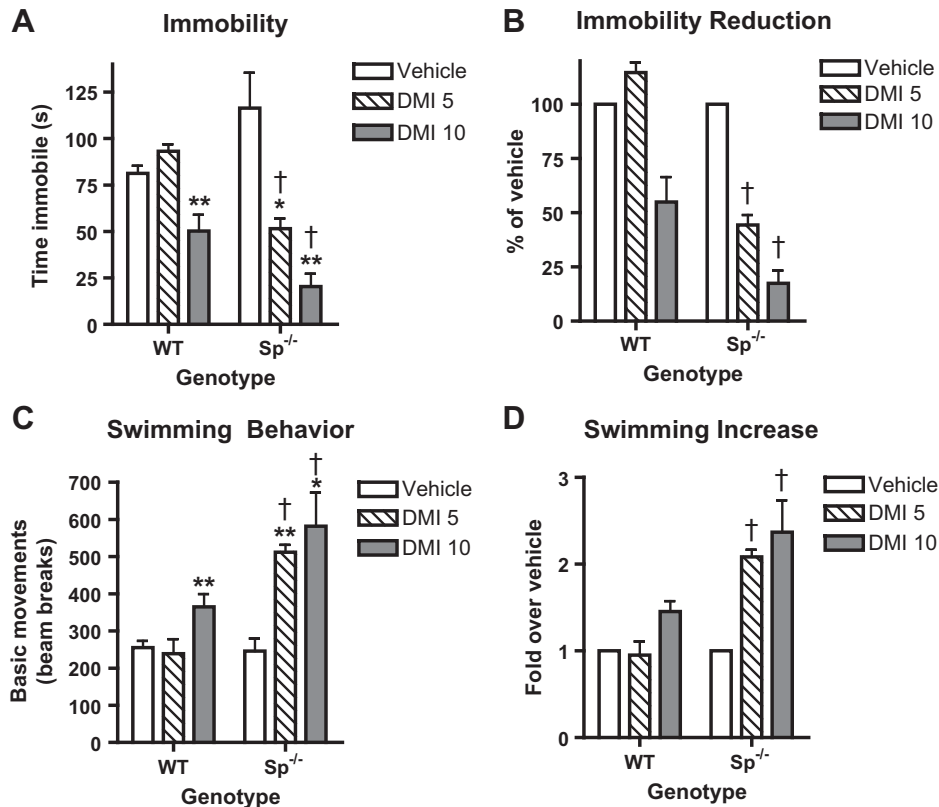 A Immobility
Time immobile (s)
125
100
75
50
25
0
**
†
*
†
**
WT Sp-/-
Genotype
Vehicle
DMI 5
DMI 10
B Immobility Reduction
% of vehicle
100
75
50
25
0
†
†
WT Sp-/-
Genotype
Vehicle
DMI 5
DMI 10
C Swimming Behavior
Basic movements
(beam breaks)
700
600
500
400
300
200
100
0
**
†
**
†
*
WT Sp-/-
Genotype
Vehicle
DMI 5
DMI 10
D Swimming Increase
Fold over vehicle
3
2
1
0
†
†
WT Sp-/-
Genotype
Vehicle
DMI 5
DMI 10